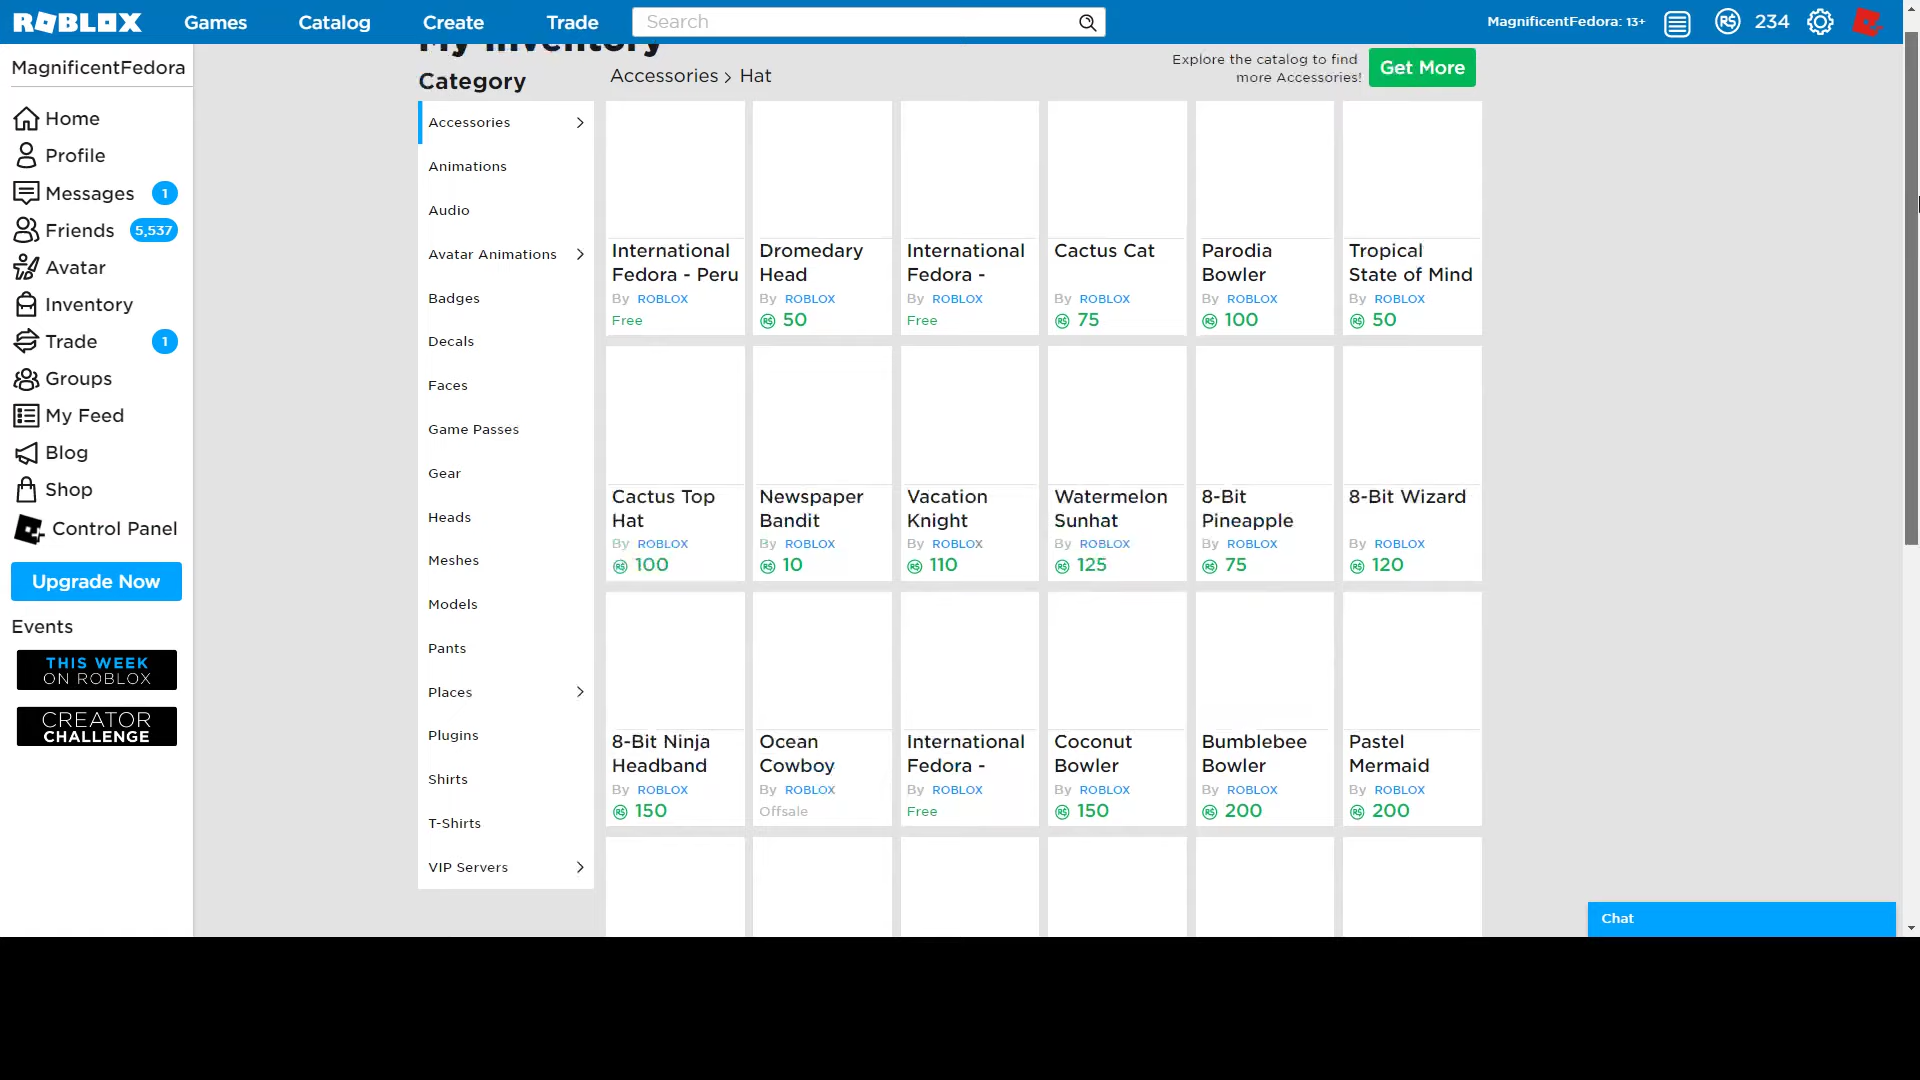 ROBLOX
Games
Catalog
Create
Trade
Search
MagnificentFedora: 13+
234
MagnificentFedora
Home
Profile
Messages
1
Friends
5,537
Avatar
Inventory
Trade
1
Groups
My Feed
Blog
Shop
Control Panel
Upgrade Now
Events
THIS WEEK
ON ROBLOX
CREATOR
CHALLENGE
My Inventory
Category
Accessories
Animations
Audio
Avatar Animations
Badges
Decals
Faces
Game Passes
Gear
Heads
Meshes
Models
Pants
Places
Plugins
Shirts
T-Shirts
VIP Servers
Accessories › Hat
Explore the catalog to find
more Accessories!
Get More
International
Fedora - Peru
By ROBLOX
Free
Dromedary
Head
By ROBLOX
R$ 50
International
Fedora -
By ROBLOX
Free
Cactus Cat
By ROBLOX
R$ 75
Parodia
Bowler
By ROBLOX
R$ 100
Tropical
State of Mind
By ROBLOX
R$ 50
Cactus Top
Hat
By ROBLOX
R$ 100
Newspaper
Bandit
By ROBLOX
R$ 10
Vacation
Knight
By ROBLOX
R$ 110
Watermelon
Sunhat
By ROBLOX
R$ 125
8-Bit
Pineapple
By ROBLOX
R$ 75
8-Bit Wizard
By ROBLOX
R$ 120
8-Bit Ninja
Headband
By ROBLOX
R$ 150
Ocean
Cowboy
By ROBLOX
Offsale
International
Fedora -
By ROBLOX
Free
Coconut
Bowler
By ROBLOX
R$ 150
Bumblebee
Bowler
By ROBLOX
R$ 200
Pastel
Mermaid
By ROBLOX
R$ 200
Chat